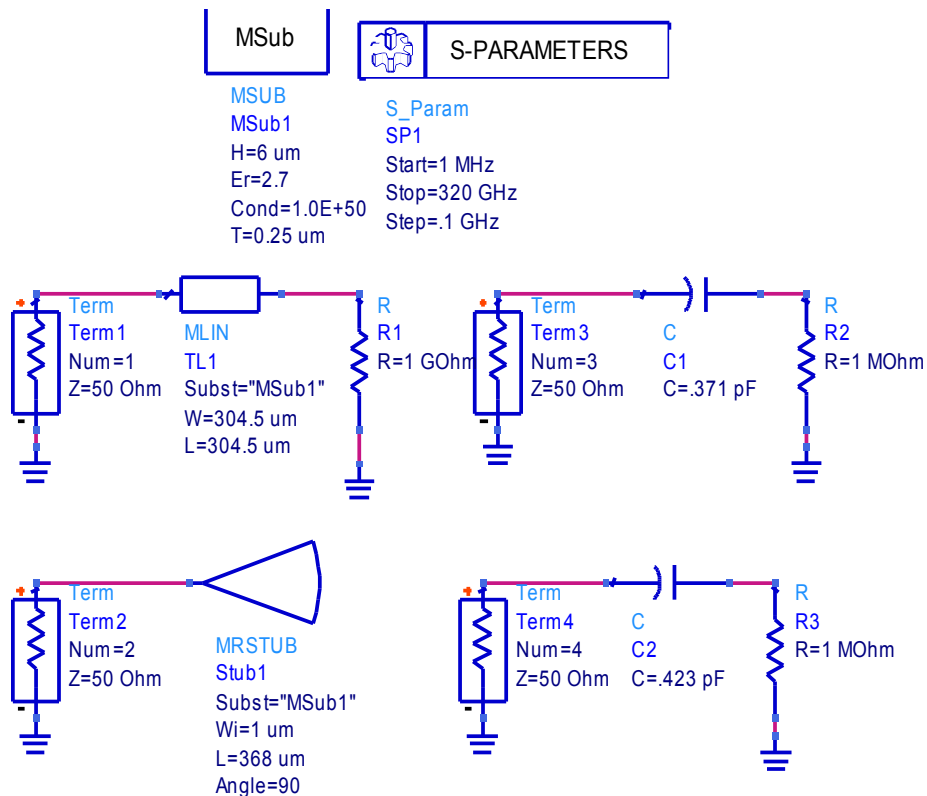 MSub
S-PARAMETERS
MSUB
MSub1
H=6 um
Er=2.7
Cond=1.0E+50
T=0.25 um
S_Param
SP1
Start=1 MHz
Stop=320 GHz
Step=.1 GHz
+
Term
Term1
Num=1
Z=50 Ohm
-
MLIN
TL1
Subst="MSub1"
W=304.5 um
L=304.5 um
R
R1
R=1 GOhm
+
Term
Term3
Num=3
Z=50 Ohm
-
C
C1
C=.371 pF
R
R2
R=1 MOhm
+
Term
Term2
Num=2
Z=50 Ohm
-
MRSTUB
Stub1
Subst="MSub1"
Wi=1 um
L=368 um
Angle=90
+
Term
Term4
Num=4
Z=50 Ohm
-
C
C2
C=.423 pF
R
R3
R=1 MOhm